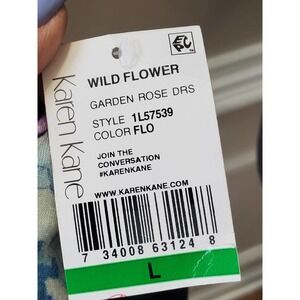 Karen Kane
WILD FLOWER
GARDEN ROSE DRS
STYLE 1L57539
COLOR FLO
JOIN THE
CONVERSATION
#KARENKANE
WWW.KARENKANE.COM
7 34008 63124 8
L